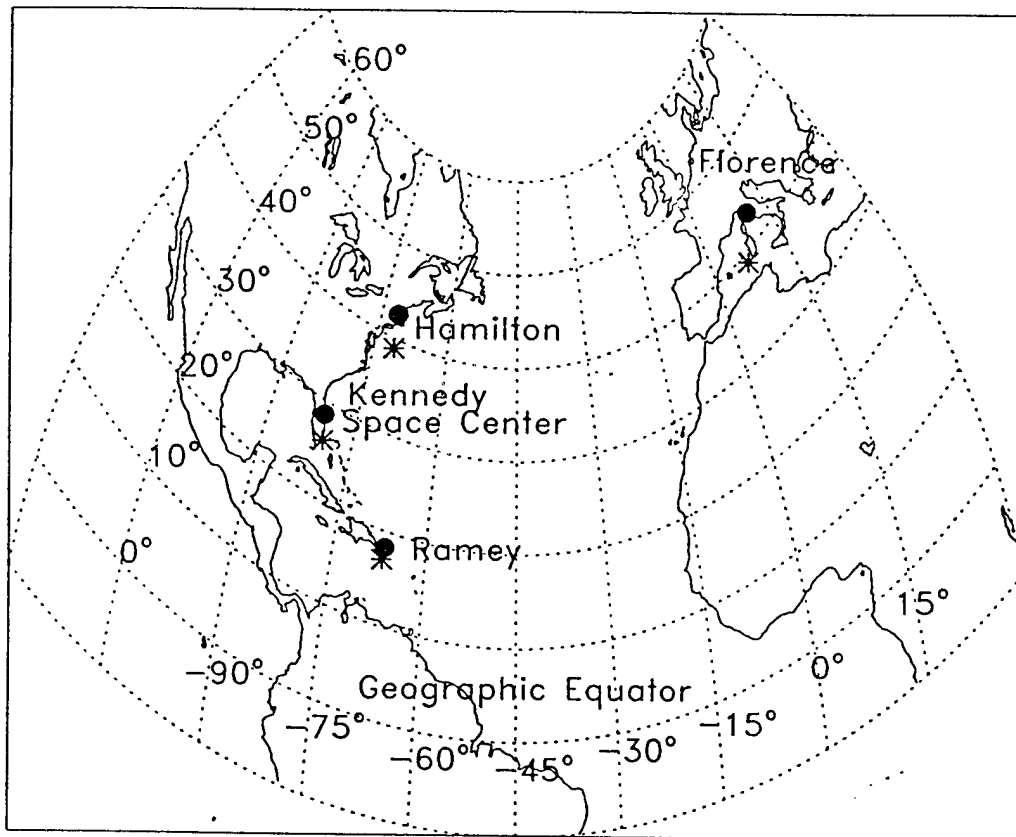 60°
50°
Florence
40°
30°
Hamilton
20°
Kennedy
Space Center
10°
0°
Ramey
15°
0°
-90°
Geographic Equator
-75°
-15°
-60°
-45°
-30°